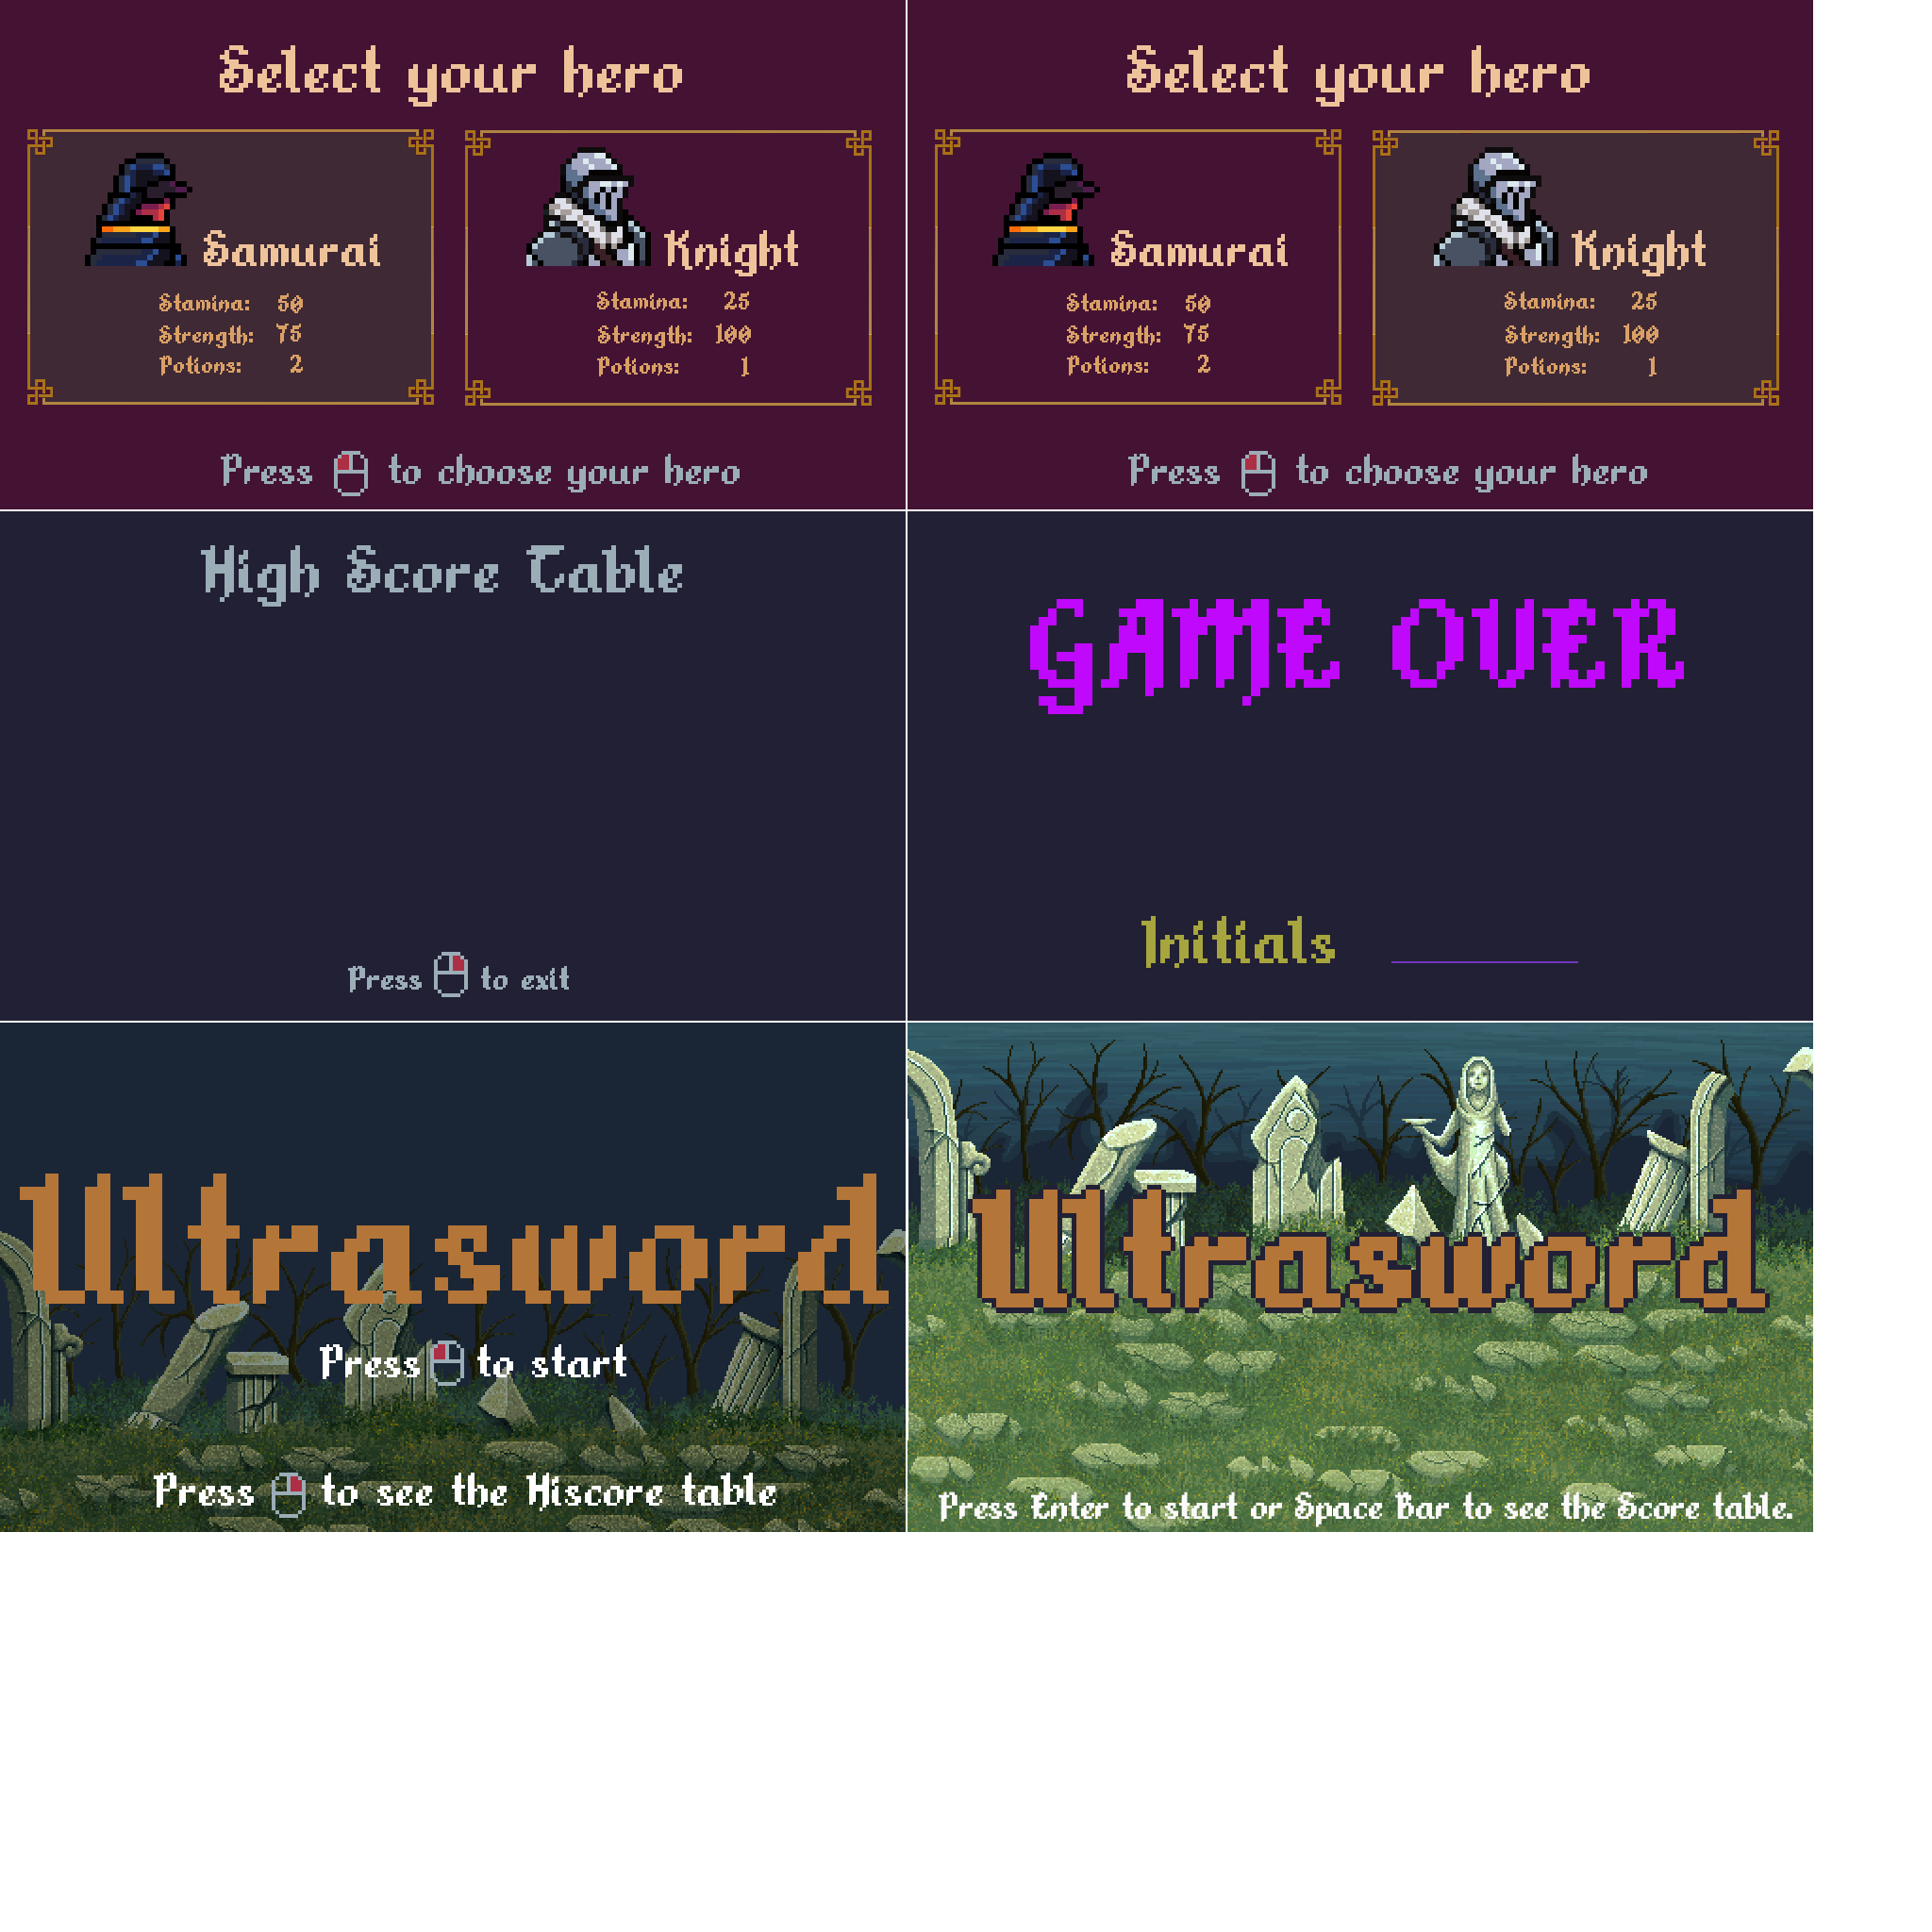 Select your hero
Samurai
Stamina: 50
Strength: 75
Potions: 2
Knight
Stamina: 25
Strength: 100
Potions: 1
Press to choose your hero
Select your hero
Samurai
Stamina: 50
Strength: 75
Potions: 2
Knight
Stamina: 25
Strength: 100
Potions: 1
Press to choose your hero
High Score Table
Press to exit
GAME OVER
Initials
Ultrasword
Press to start
Press to see the Hiscore table
Ultrasword
Press Enter to start or Space Bar to see the Score table.